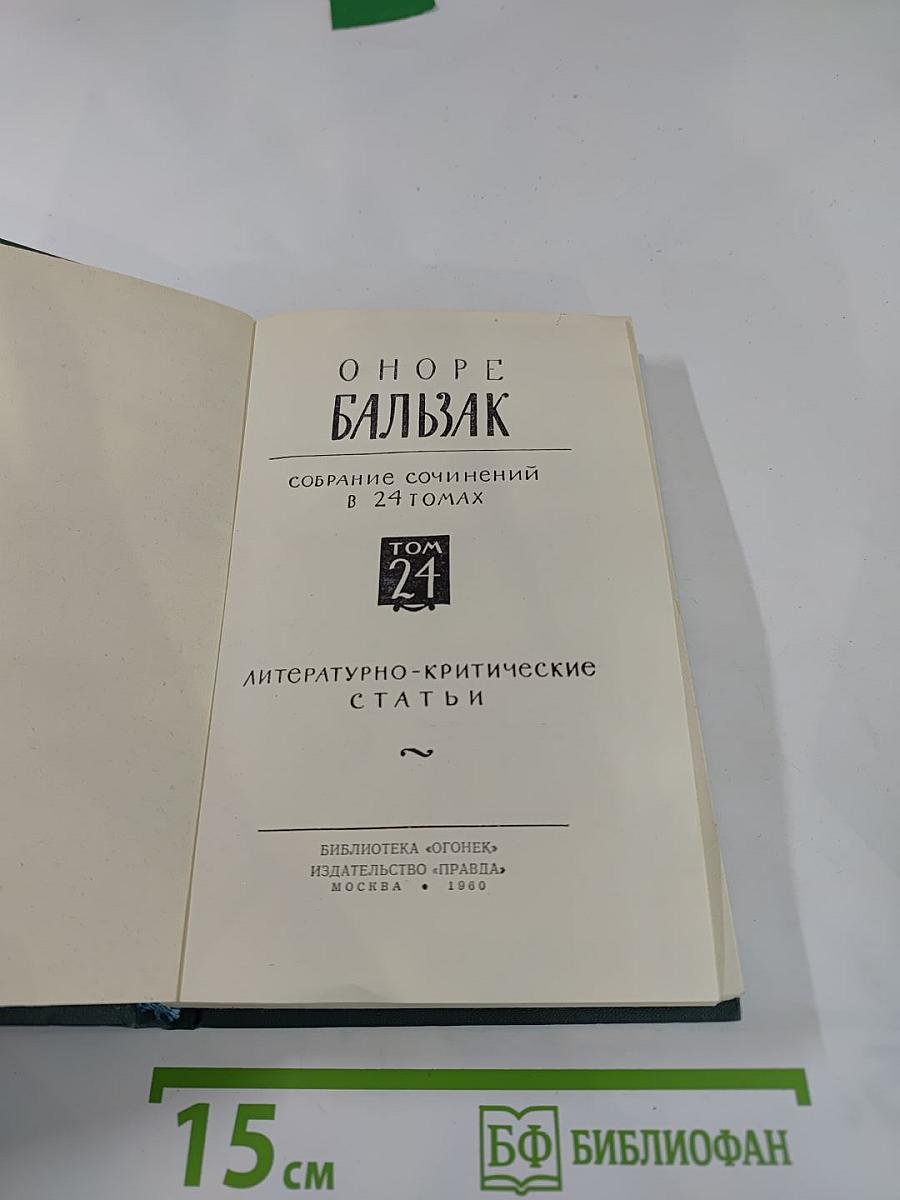 ОНОРЕ
БАЛЬЗАК
СОБРАНИЕ СОЧИНЕНИЙ
В 24 ТОМАХ
ТОМ
24
ЛИТЕРАТУРНО-КРИТИЧЕСКИЕ
СТАТЬИ
БИБЛИОТЕКА «ОГОНЕК»
ИЗДАТЕЛЬСТВО «ПРАВДА»
МОСКВА • 1960
15 см
БФ БИБЛИОФАН